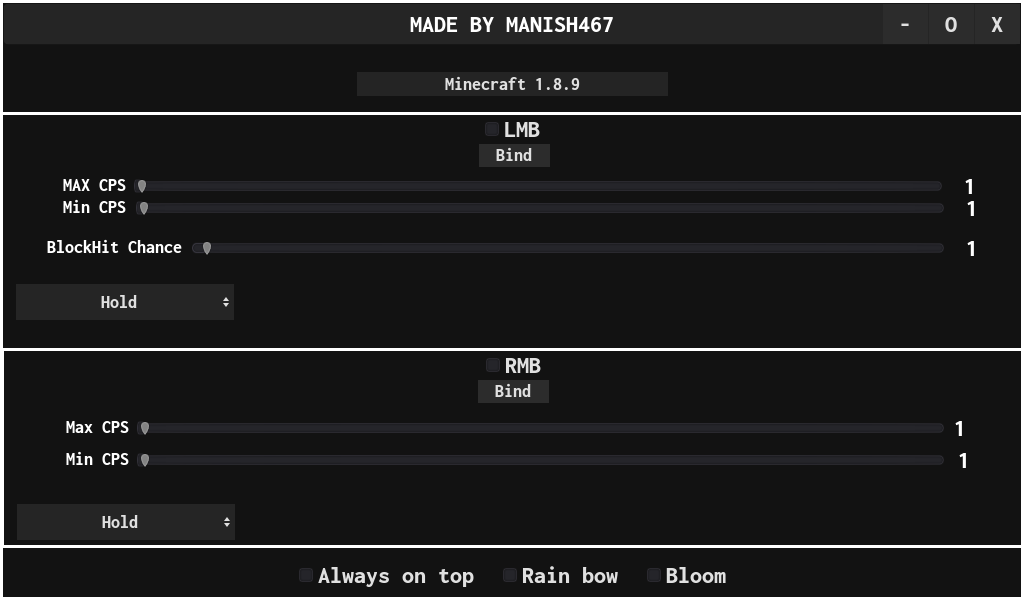 MADE BY MANISH467 - O X
Minecraft 1.8.9
LMB
Bind
MAX CPS 1
Min CPS 1
BlockHit Chance 1
Hold
RMB
Bind
Max CPS 1
Min CPS 1
Hold
Always on top Rain bow Bloom